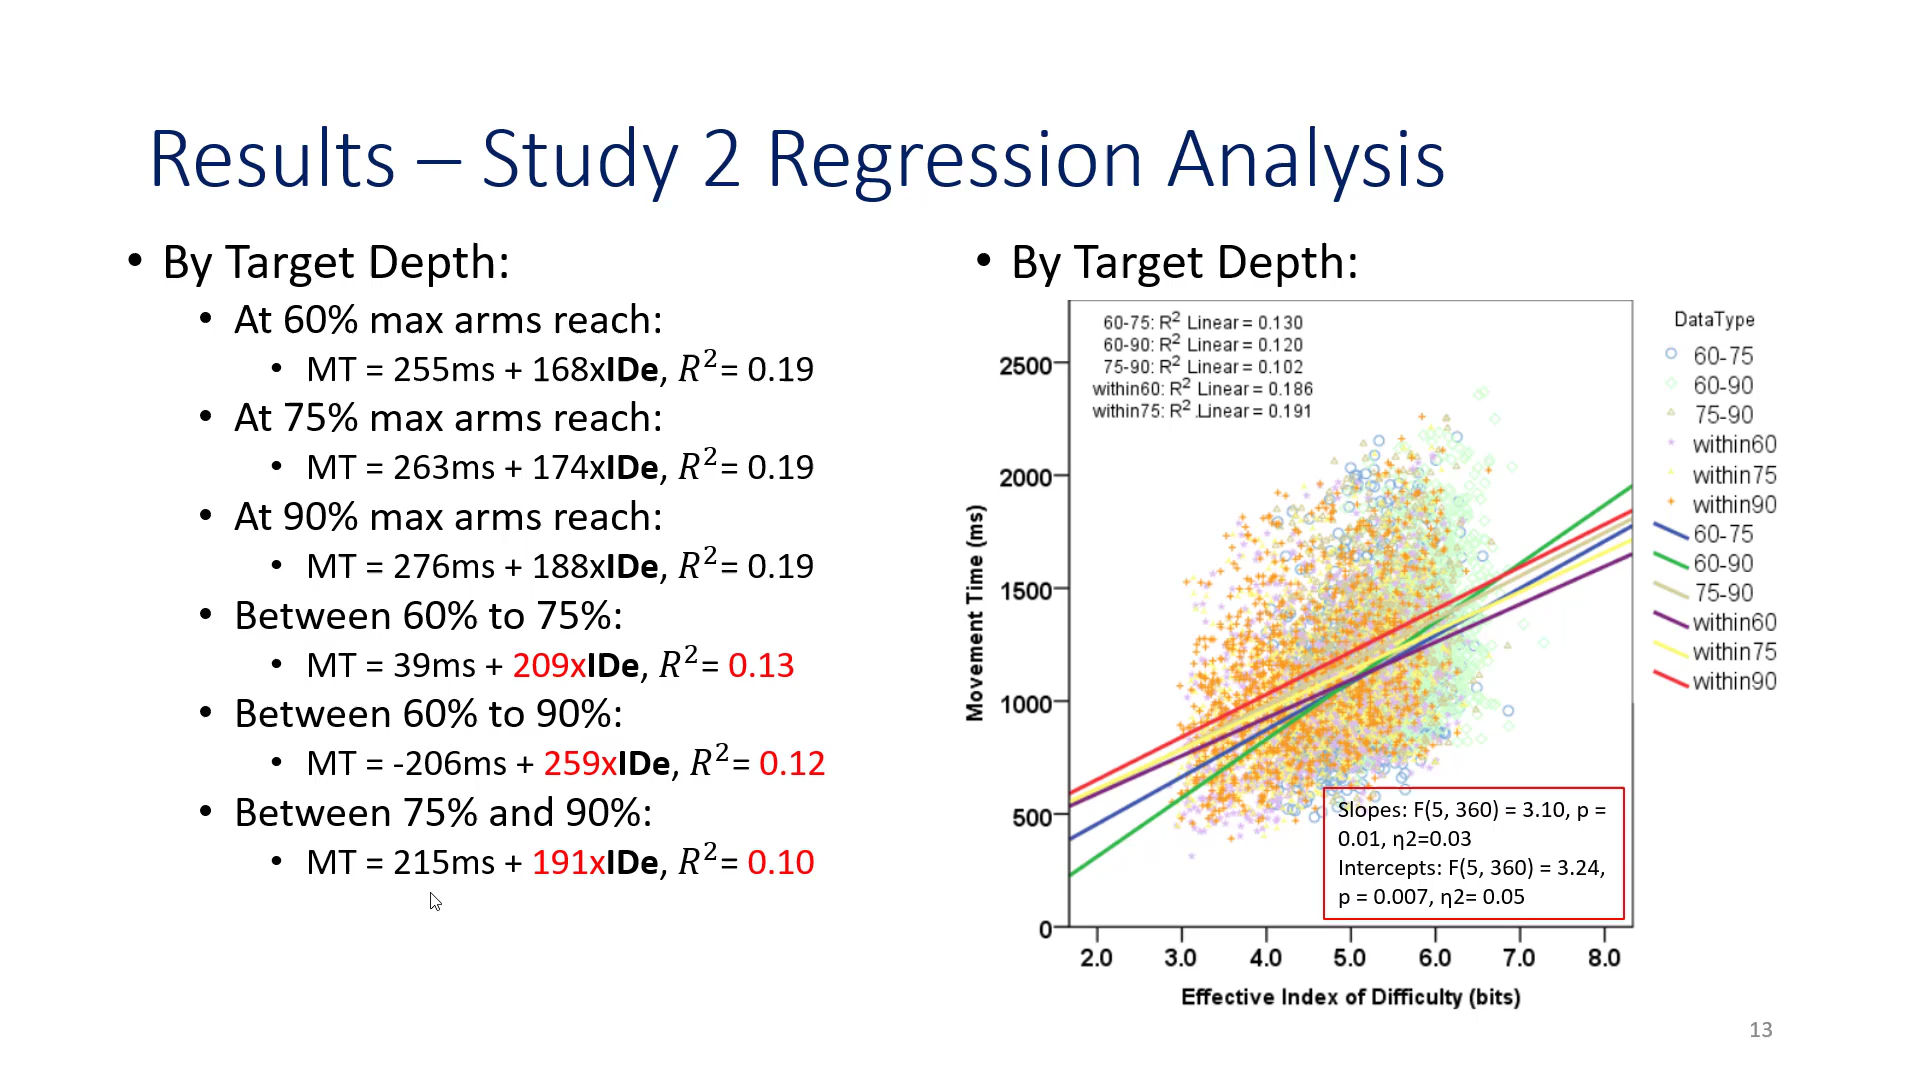 Results – Study 2 Regression Analysis
• By Target Depth:
• At 60% max arms reach:
• MT = 255ms + 168xIDe, R²= 0.19
• At 75% max arms reach:
• MT = 263ms + 174xIDe, R²= 0.19
• At 90% max arms reach:
• MT = 276ms + 188xIDe, R²= 0.19
• Between 60% to 75%:
• MT = 39ms + 209xIDe, R²= 0.13
• Between 60% to 90%:
• MT = -206ms + 259xIDe, R²= 0.12
• Between 75% and 90%:
• MT = 215ms + 191xIDe, R²= 0.10
• By Target Depth:
60-75: R² Linear = 0.130
60-90: R² Linear = 0.120
75-90: R² Linear = 0.102
within60: R² Linear = 0.186
within75: R² Linear = 0.191
Movement Time (ms)
2500
2000
1500
1000
500
0
2.0 3.0 4.0 5.0 6.0 7.0 8.0
Effective Index of Difficulty (bits)
Slopes: F(5, 360) = 3.10, p =
0.01, η2=0.03
Intercepts: F(5, 360) = 3.24,
p = 0.007, η2= 0.05
DataType
60-75
60-90
75-90
within60
within75
within90
60-75
60-90
75-90
within60
within75
within90
13